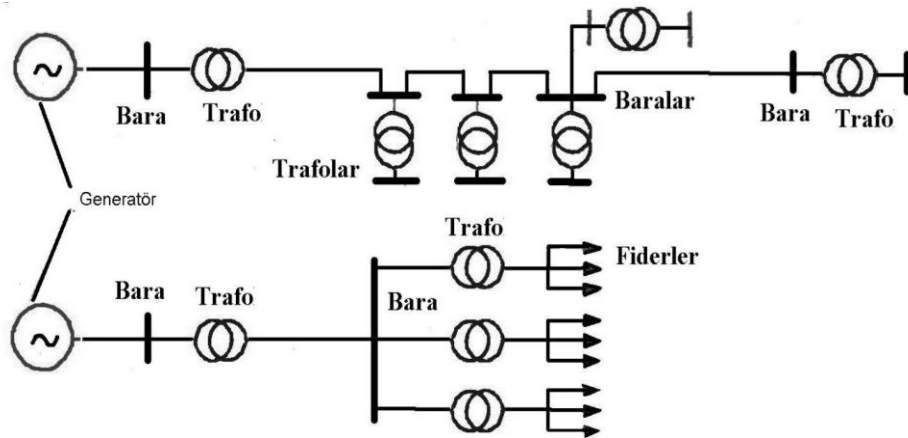 Bara
Trafo
Trafolar
Baralar
Bara
Trafo
Generatör
Bara
Trafo
Bara
Trafo
Fiderler